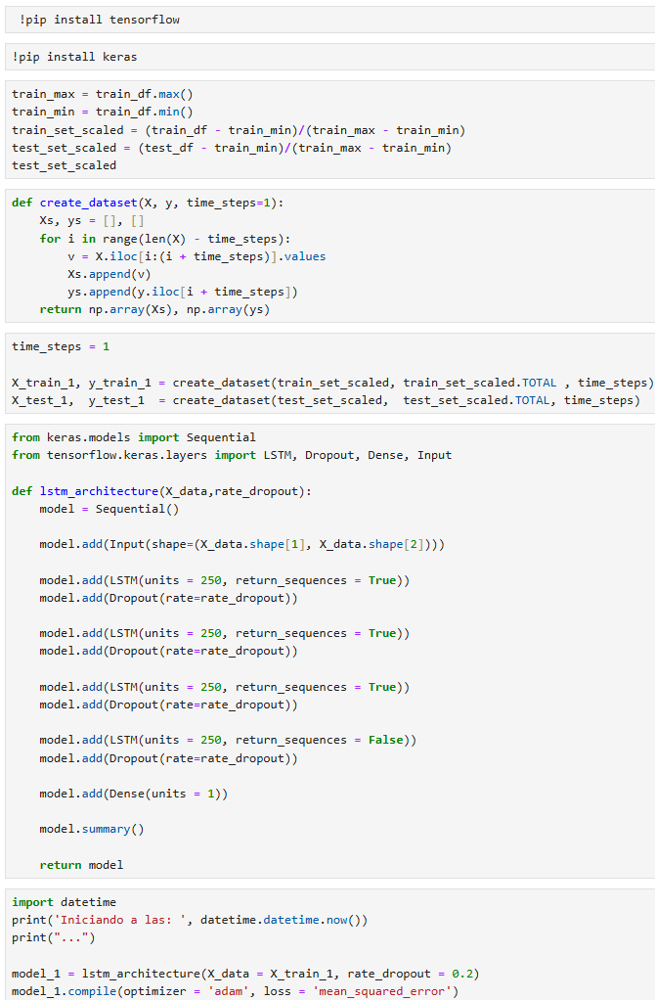 !pip install tensorflow
!pip install keras
train_max = train_df.max()
train_min = train_df.min()
train_set_scaled = (train_df - train_min)/(train_max - train_min)
test_set_scaled = (test_df - train_min)/(train_max - train_min)
test_set_scaled
def create_dataset(X, y, time_steps=1):
    Xs, ys = [], []
    for i in range(len(X) - time_steps):
        v = X.iloc[i:(i + time_steps)].values
        Xs.append(v)
        ys.append(y.iloc[i + time_steps])
    return np.array(Xs), np.array(ys)
time_steps = 1
X_train_1, y_train_1 = create_dataset(train_set_scaled, train_set_scaled.TOTAL , time_steps)
X_test_1,  y_test_1  = create_dataset(test_set_scaled,  test_set_scaled.TOTAL, time_steps)
from keras.models import Sequential
from tensorflow.keras.layers import LSTM, Dropout, Dense, Input
def lstm_architecture(X_data,rate_dropout):
    model = Sequential()
    model.add(Input(shape=(X_data.shape[1], X_data.shape[2])))
    model.add(LSTM(units = 250, return_sequences = True))
    model.add(Dropout(rate=rate_dropout))
    model.add(LSTM(units = 250, return_sequences = True))
    model.add(Dropout(rate=rate_dropout))
    model.add(LSTM(units = 250, return_sequences = True))
    model.add(Dropout(rate=rate_dropout))
    model.add(LSTM(units = 250, return_sequences = False))
    model.add(Dropout(rate=rate_dropout))
    model.add(Dense(units = 1))
    model.summary()
    return model
import datetime
print('Iniciando a las: ', datetime.datetime.now())
print("...")
model_1 = lstm_architecture(X_data = X_train_1, rate_dropout = 0.2)
model_1.compile(optimizer = 'adam', loss = 'mean_squared_error')